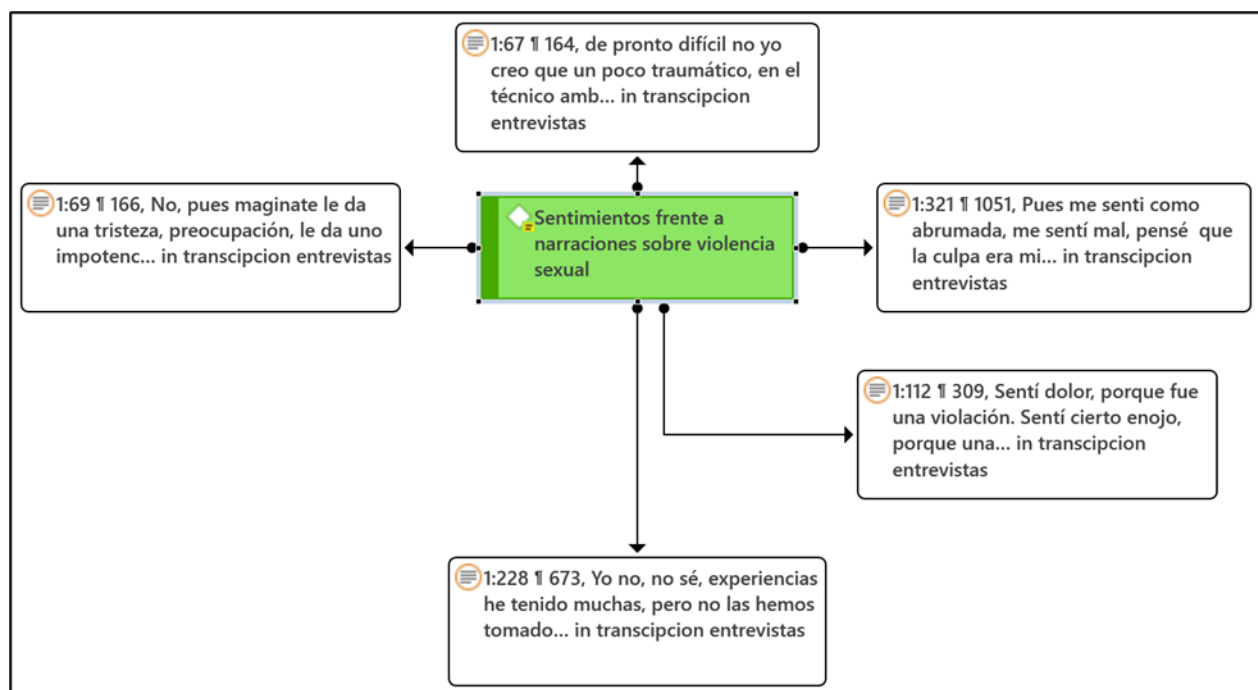 1:67 ¶ 164, de pronto difícil no yo
creo que un poco traumático, en el
técnico amb... in transcipcion
entrevistas
1:69 ¶ 166, No, pues maginate le da
una tristeza, preocupación, le da uno
impotenc... in transcipcion entrevistas
Sentimientos frente a
narraciones sobre violencia
sexual
1:321 ¶ 1051, Pues me senti como
abrumada, me sentí mal, pensé que
la culpa era mi... in transcipcion
entrevistas
1:112 ¶ 309, Sentí dolor, porque fue
una violación. Sentí cierto enojo,
porque una... in transcipcion
entrevistas
1:228 ¶ 673, Yo no, no sé, experiencias
he tenido muchas, pero no las hemos
tomado... in transcipcion entrevistas